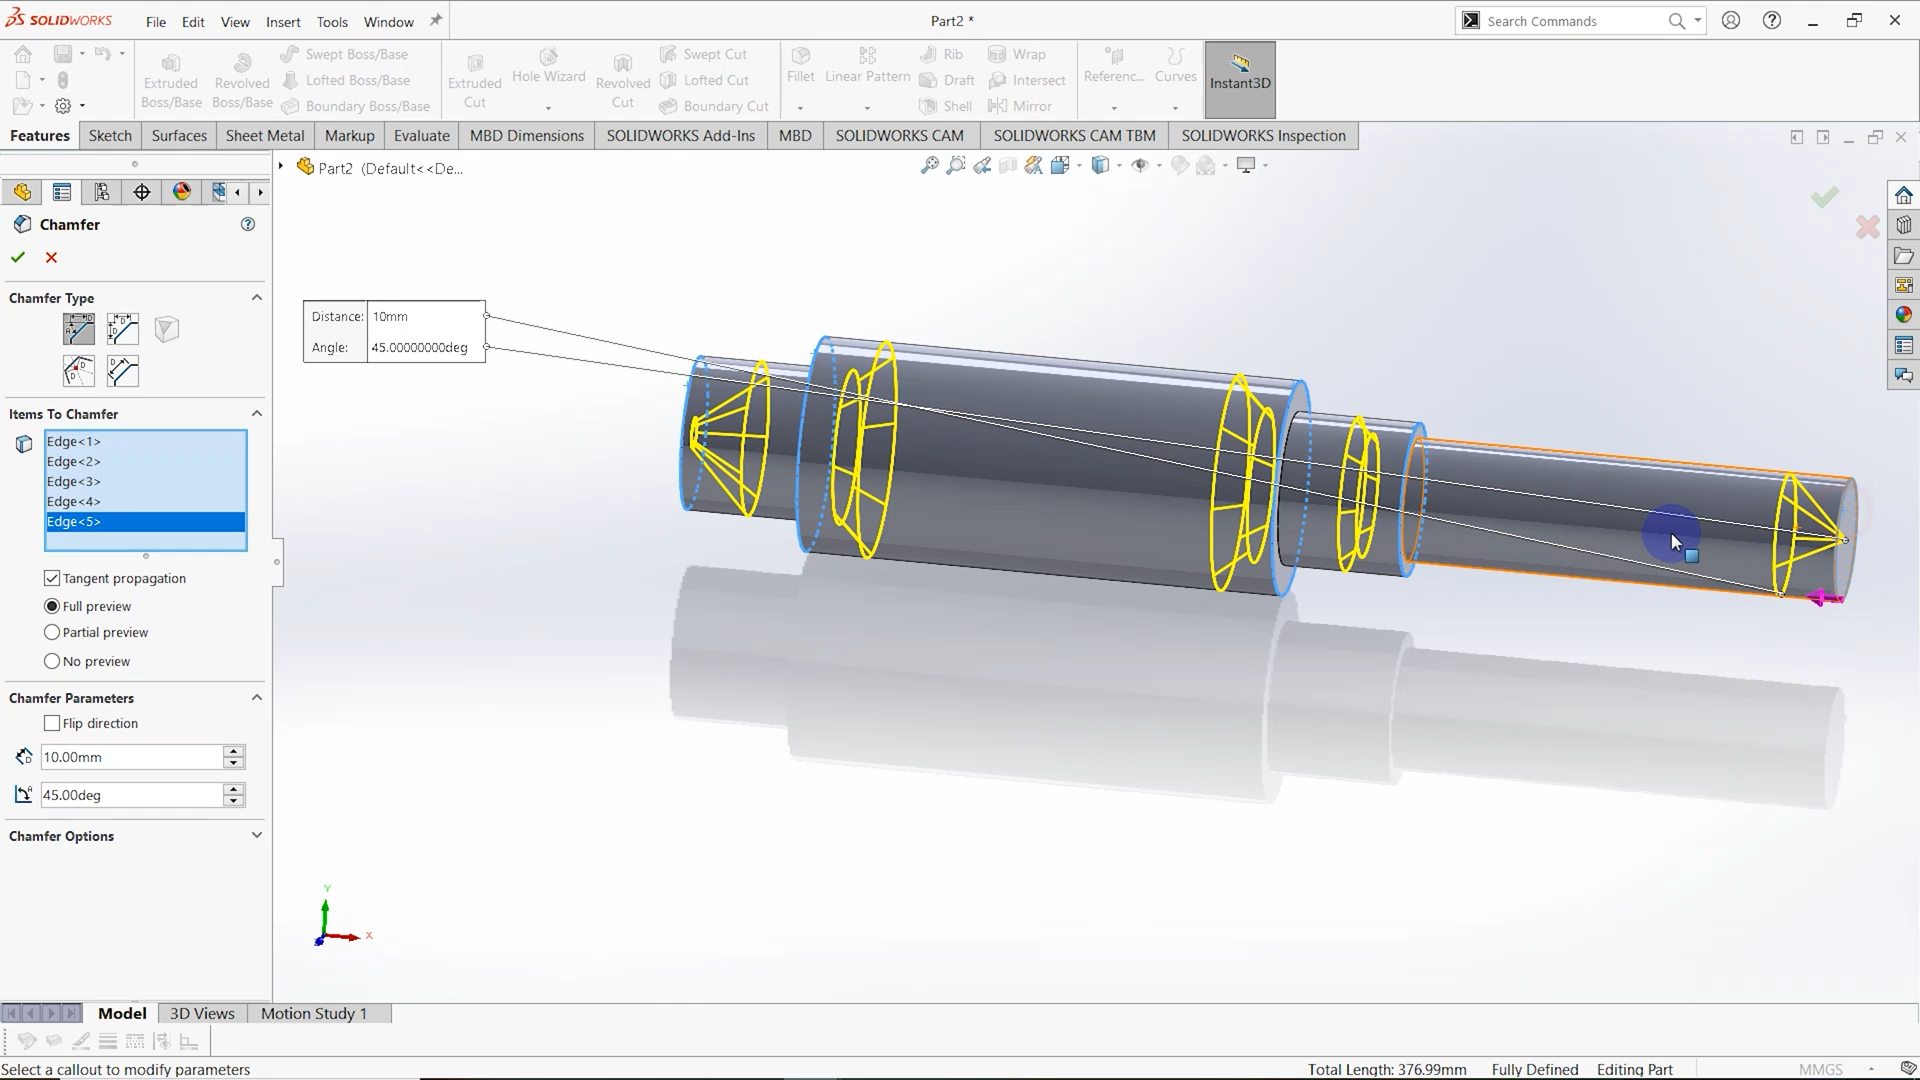 SOLIDWORKS File Edit View Insert Tools Window Part2 * Search Commands
Extruded Boss/Base
Revolved Boss/Base
Swept Boss/Base
Lofted Boss/Base
Boundary Boss/Base
Extruded Cut
Hole Wizard
Revolved Cut
Swept Cut
Lofted Cut
Boundary Cut
Fillet
Linear Pattern
Rib
Draft
Shell
Wrap
Intersect
Mirror
Referenc...
Curves
Instant3D
Features Sketch Surfaces Sheet Metal Markup Evaluate MBD Dimensions SOLIDWORKS Add-Ins MBD SOLIDWORKS CAM SOLIDWORKS CAM TBM SOLIDWORKS Inspection
Part2 (Default<<De...
Chamfer
Chamfer Type
Items To Chamfer
Edge<1>
Edge<2>
Edge<3>
Edge<4>
Edge<5>
Tangent propagation
Full preview
Partial preview
No preview
Chamfer Parameters
Flip direction
10.00mm
45.00deg
Chamfer Options
Distance: 10mm
Angle: 45.00000000deg
Y
X
Model 3D Views Motion Study 1
Select a callout to modify parameters Total Length: 376.99mm Fully Defined Editing Part MMGS